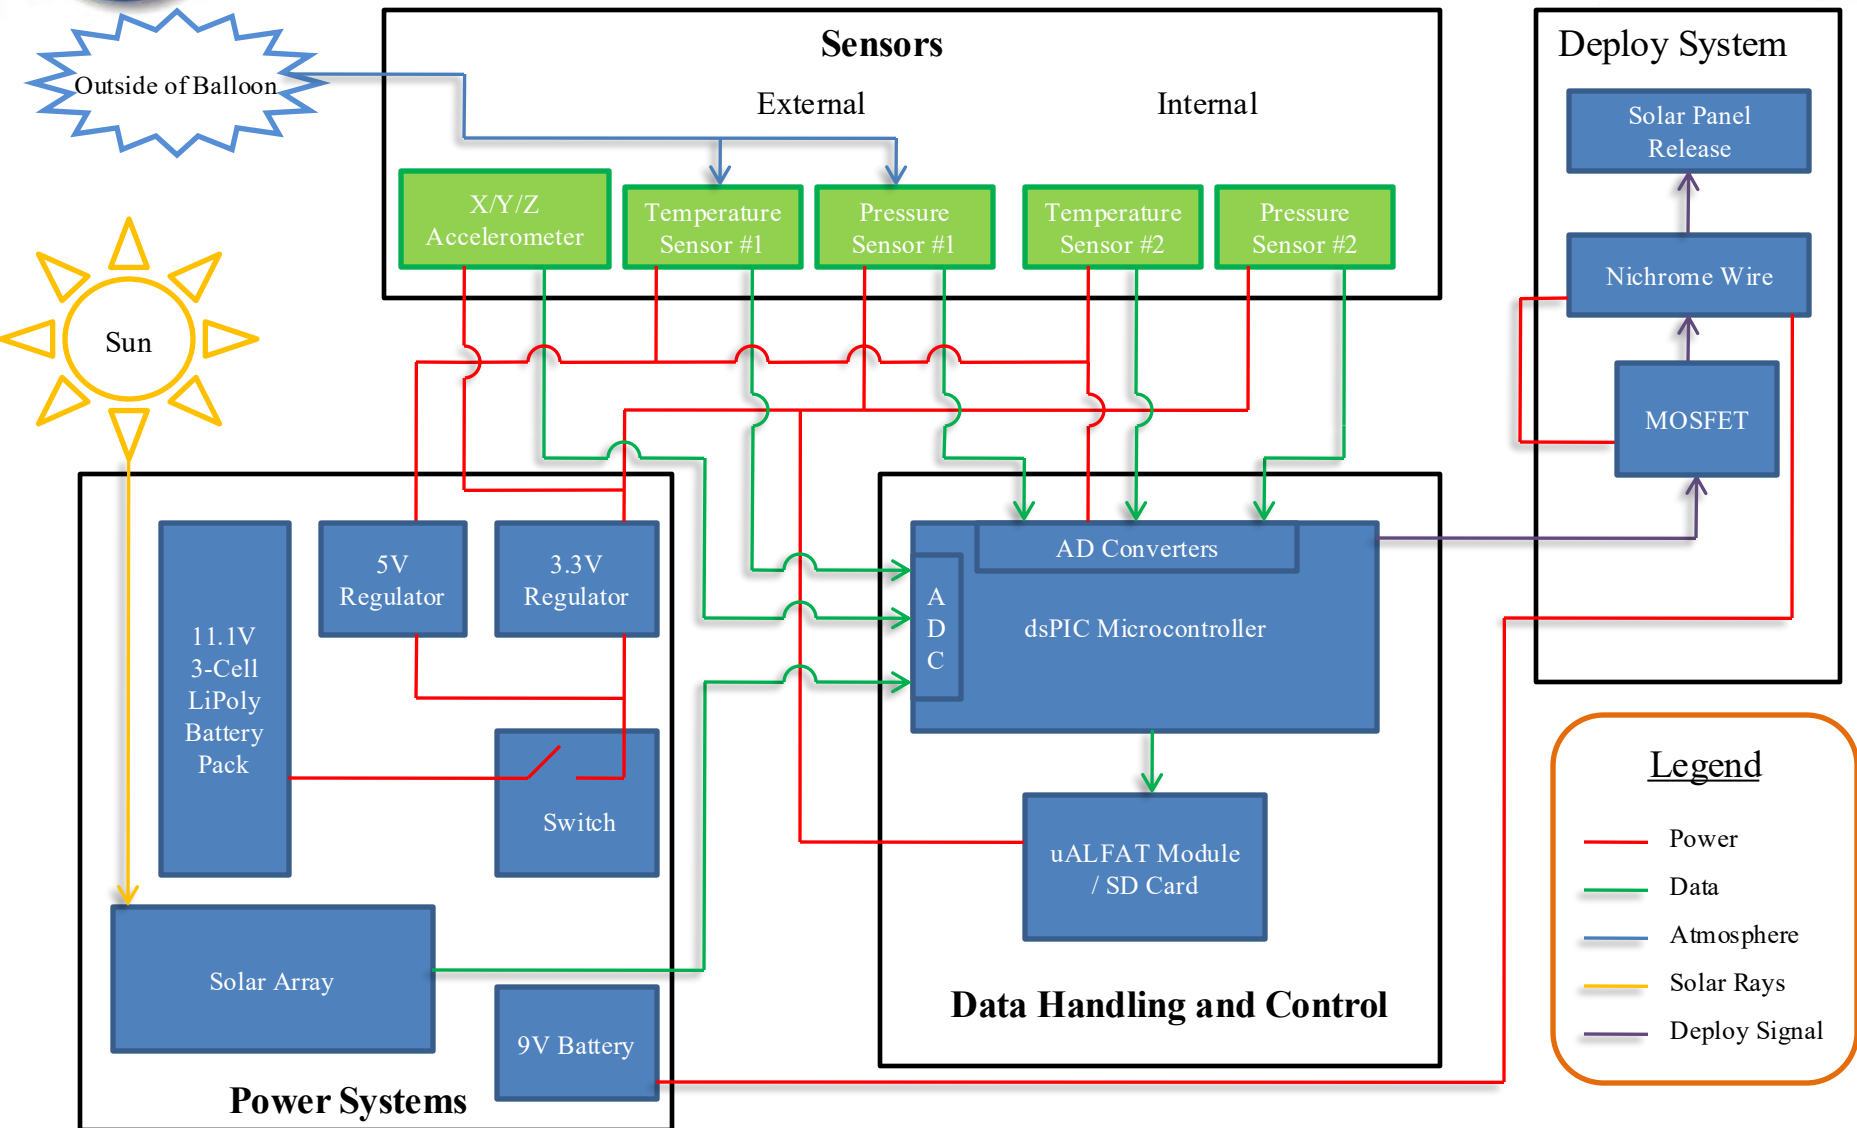 Sensors
Deploy System
Outside of Balloon
External
Internal
Solar Panel
Release
X/Y/Z
Accelerometer
Temperature
Sensor #1
Pressure
Sensor #1
Temperature
Sensor #2
Pressure
Sensor #2
Nichrome Wire
Sun
MOSFET
5V
Regulator
3.3V
Regulator
AD Converters
A
D
C
dsPIC Microcontroller
11.1V
3-Cell
LiPoly
Battery
Pack
Switch
uALFAT Module
/ SD Card
Solar Array
9V Battery
Data Handling and Control
Power Systems
Legend
Power
Data
Atmosphere
Solar Rays
Deploy Signal